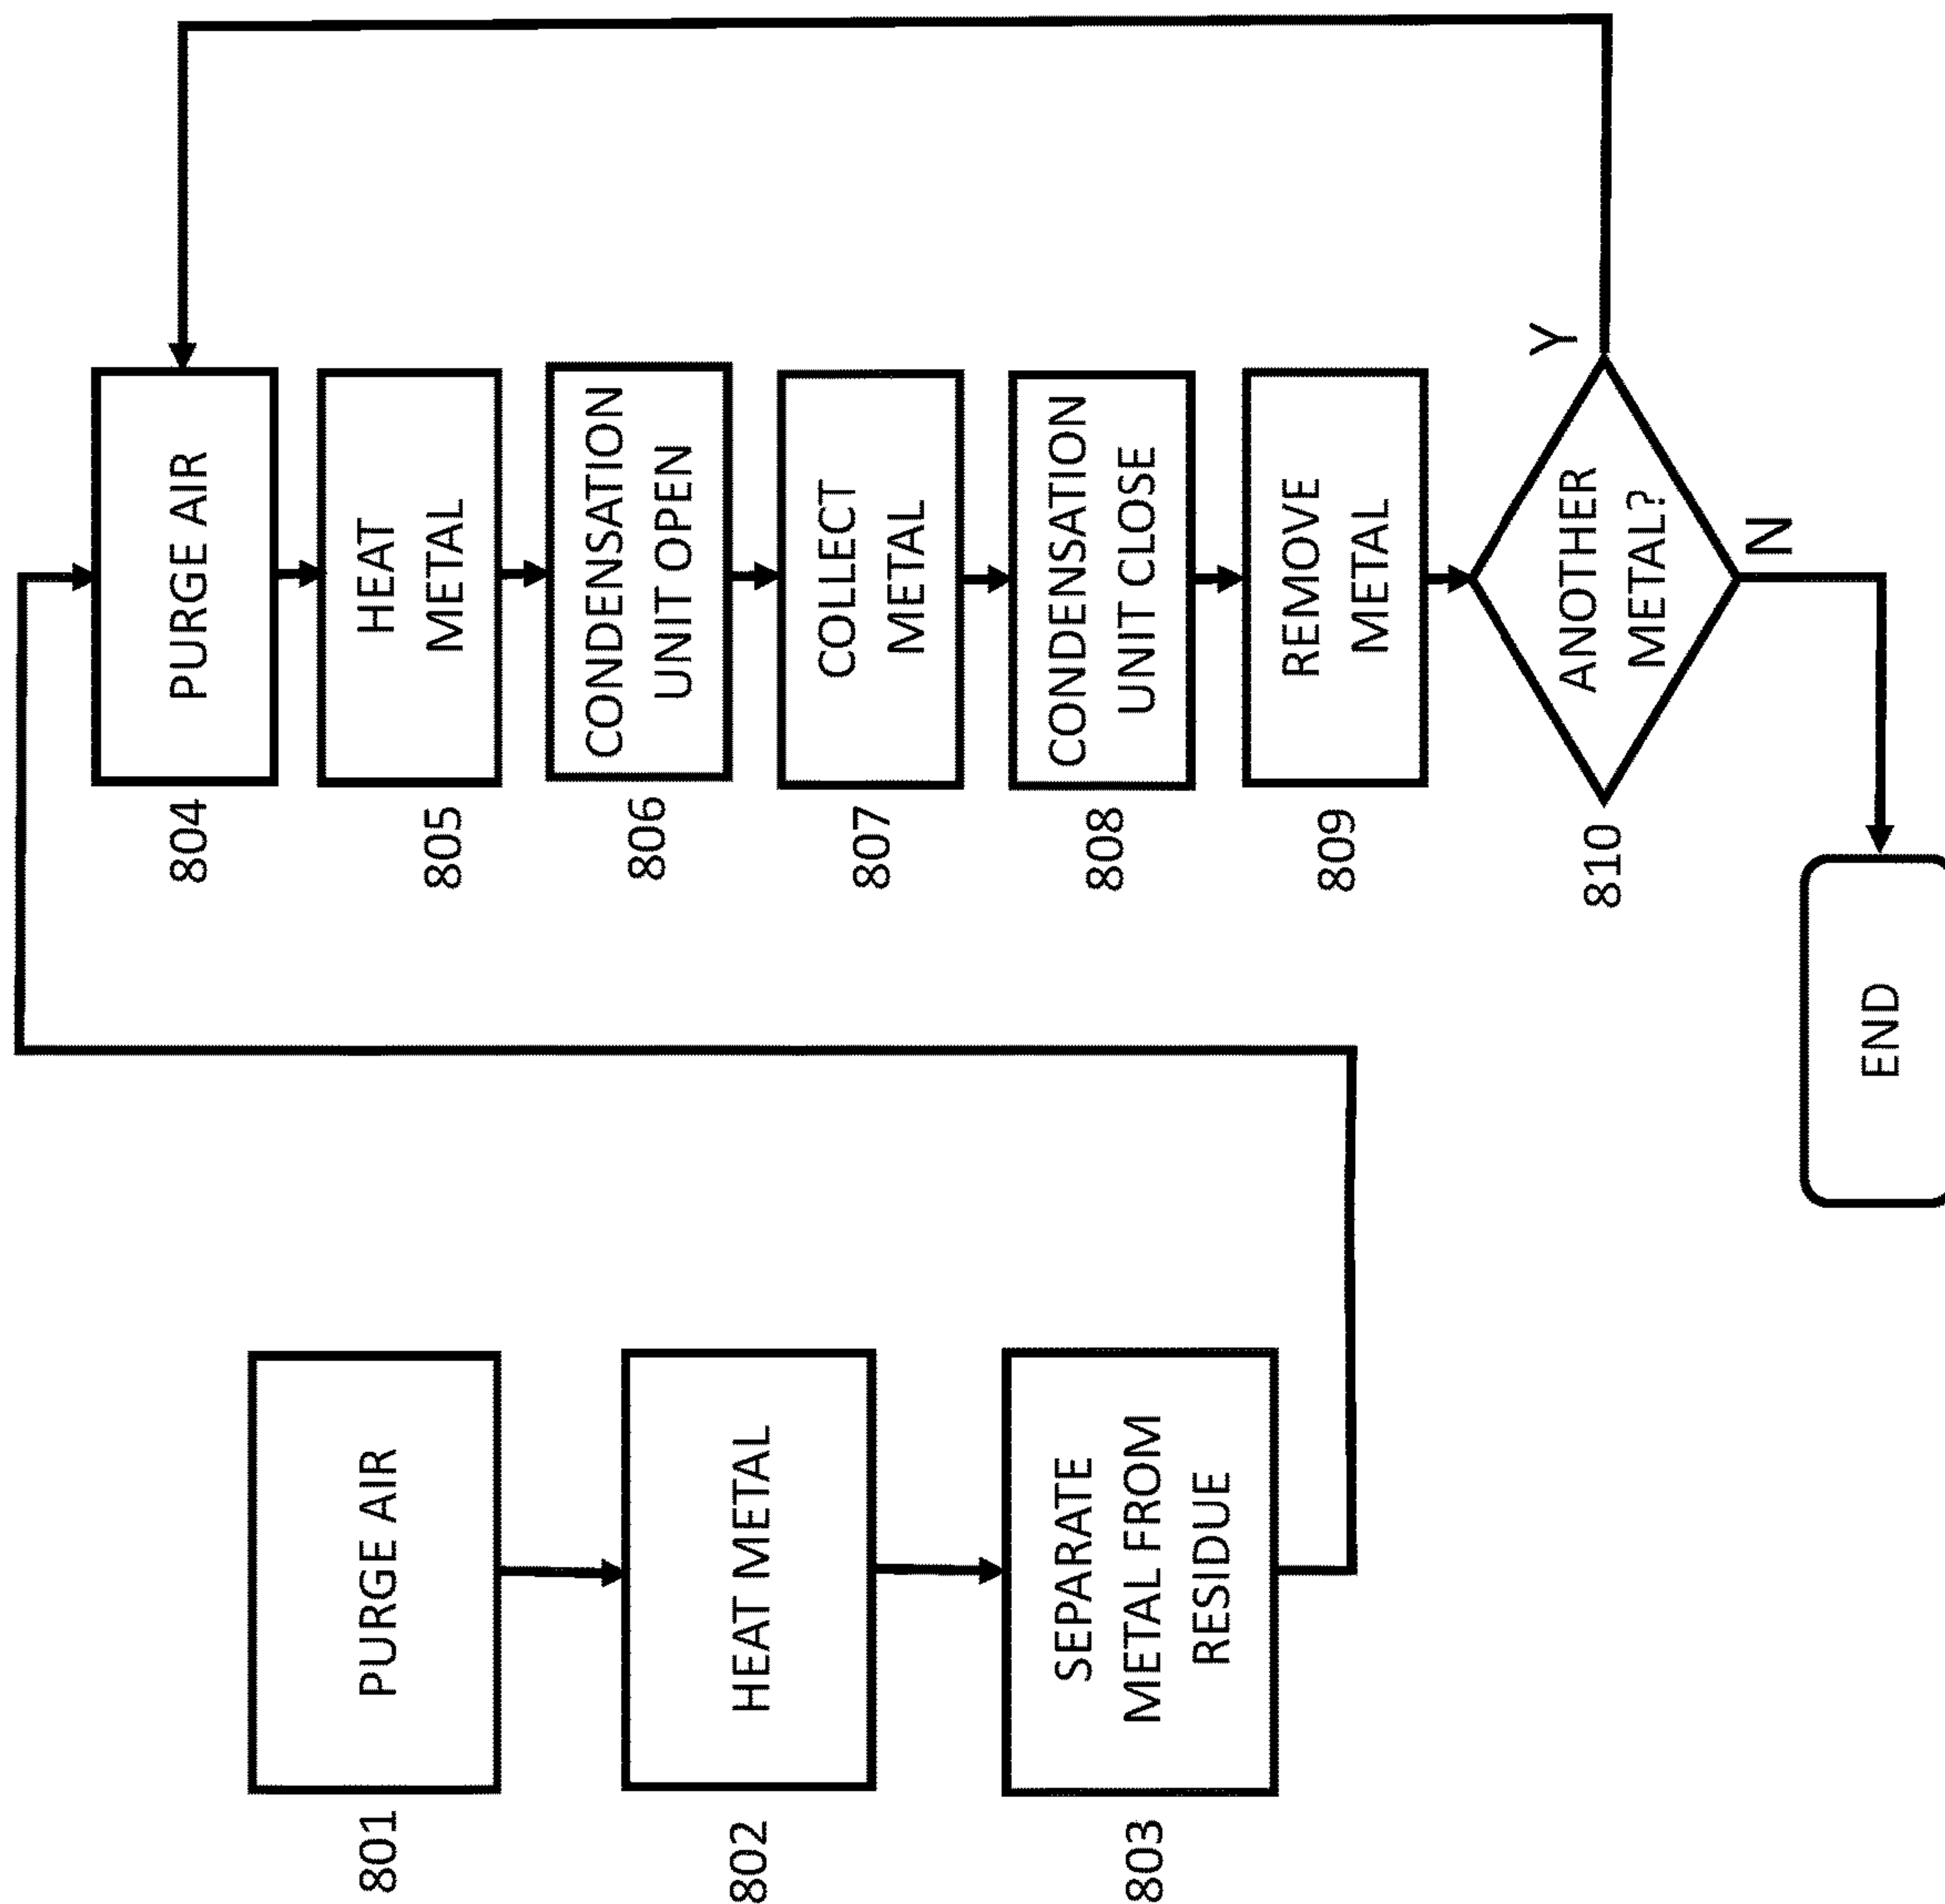 801
PURGE AIR
802
HEAT METAL
803
SEPARATE
METAL FROM
RESIDUE
804
PURGE AIR
805
HEAT
METAL
806
CONDENSATION
UNIT OPEN
807
COLLECT
METAL
808
CONDENSATION
UNIT CLOSE
809
REMOVE
METAL
810
ANOTHER
METAL?
Y
N
END